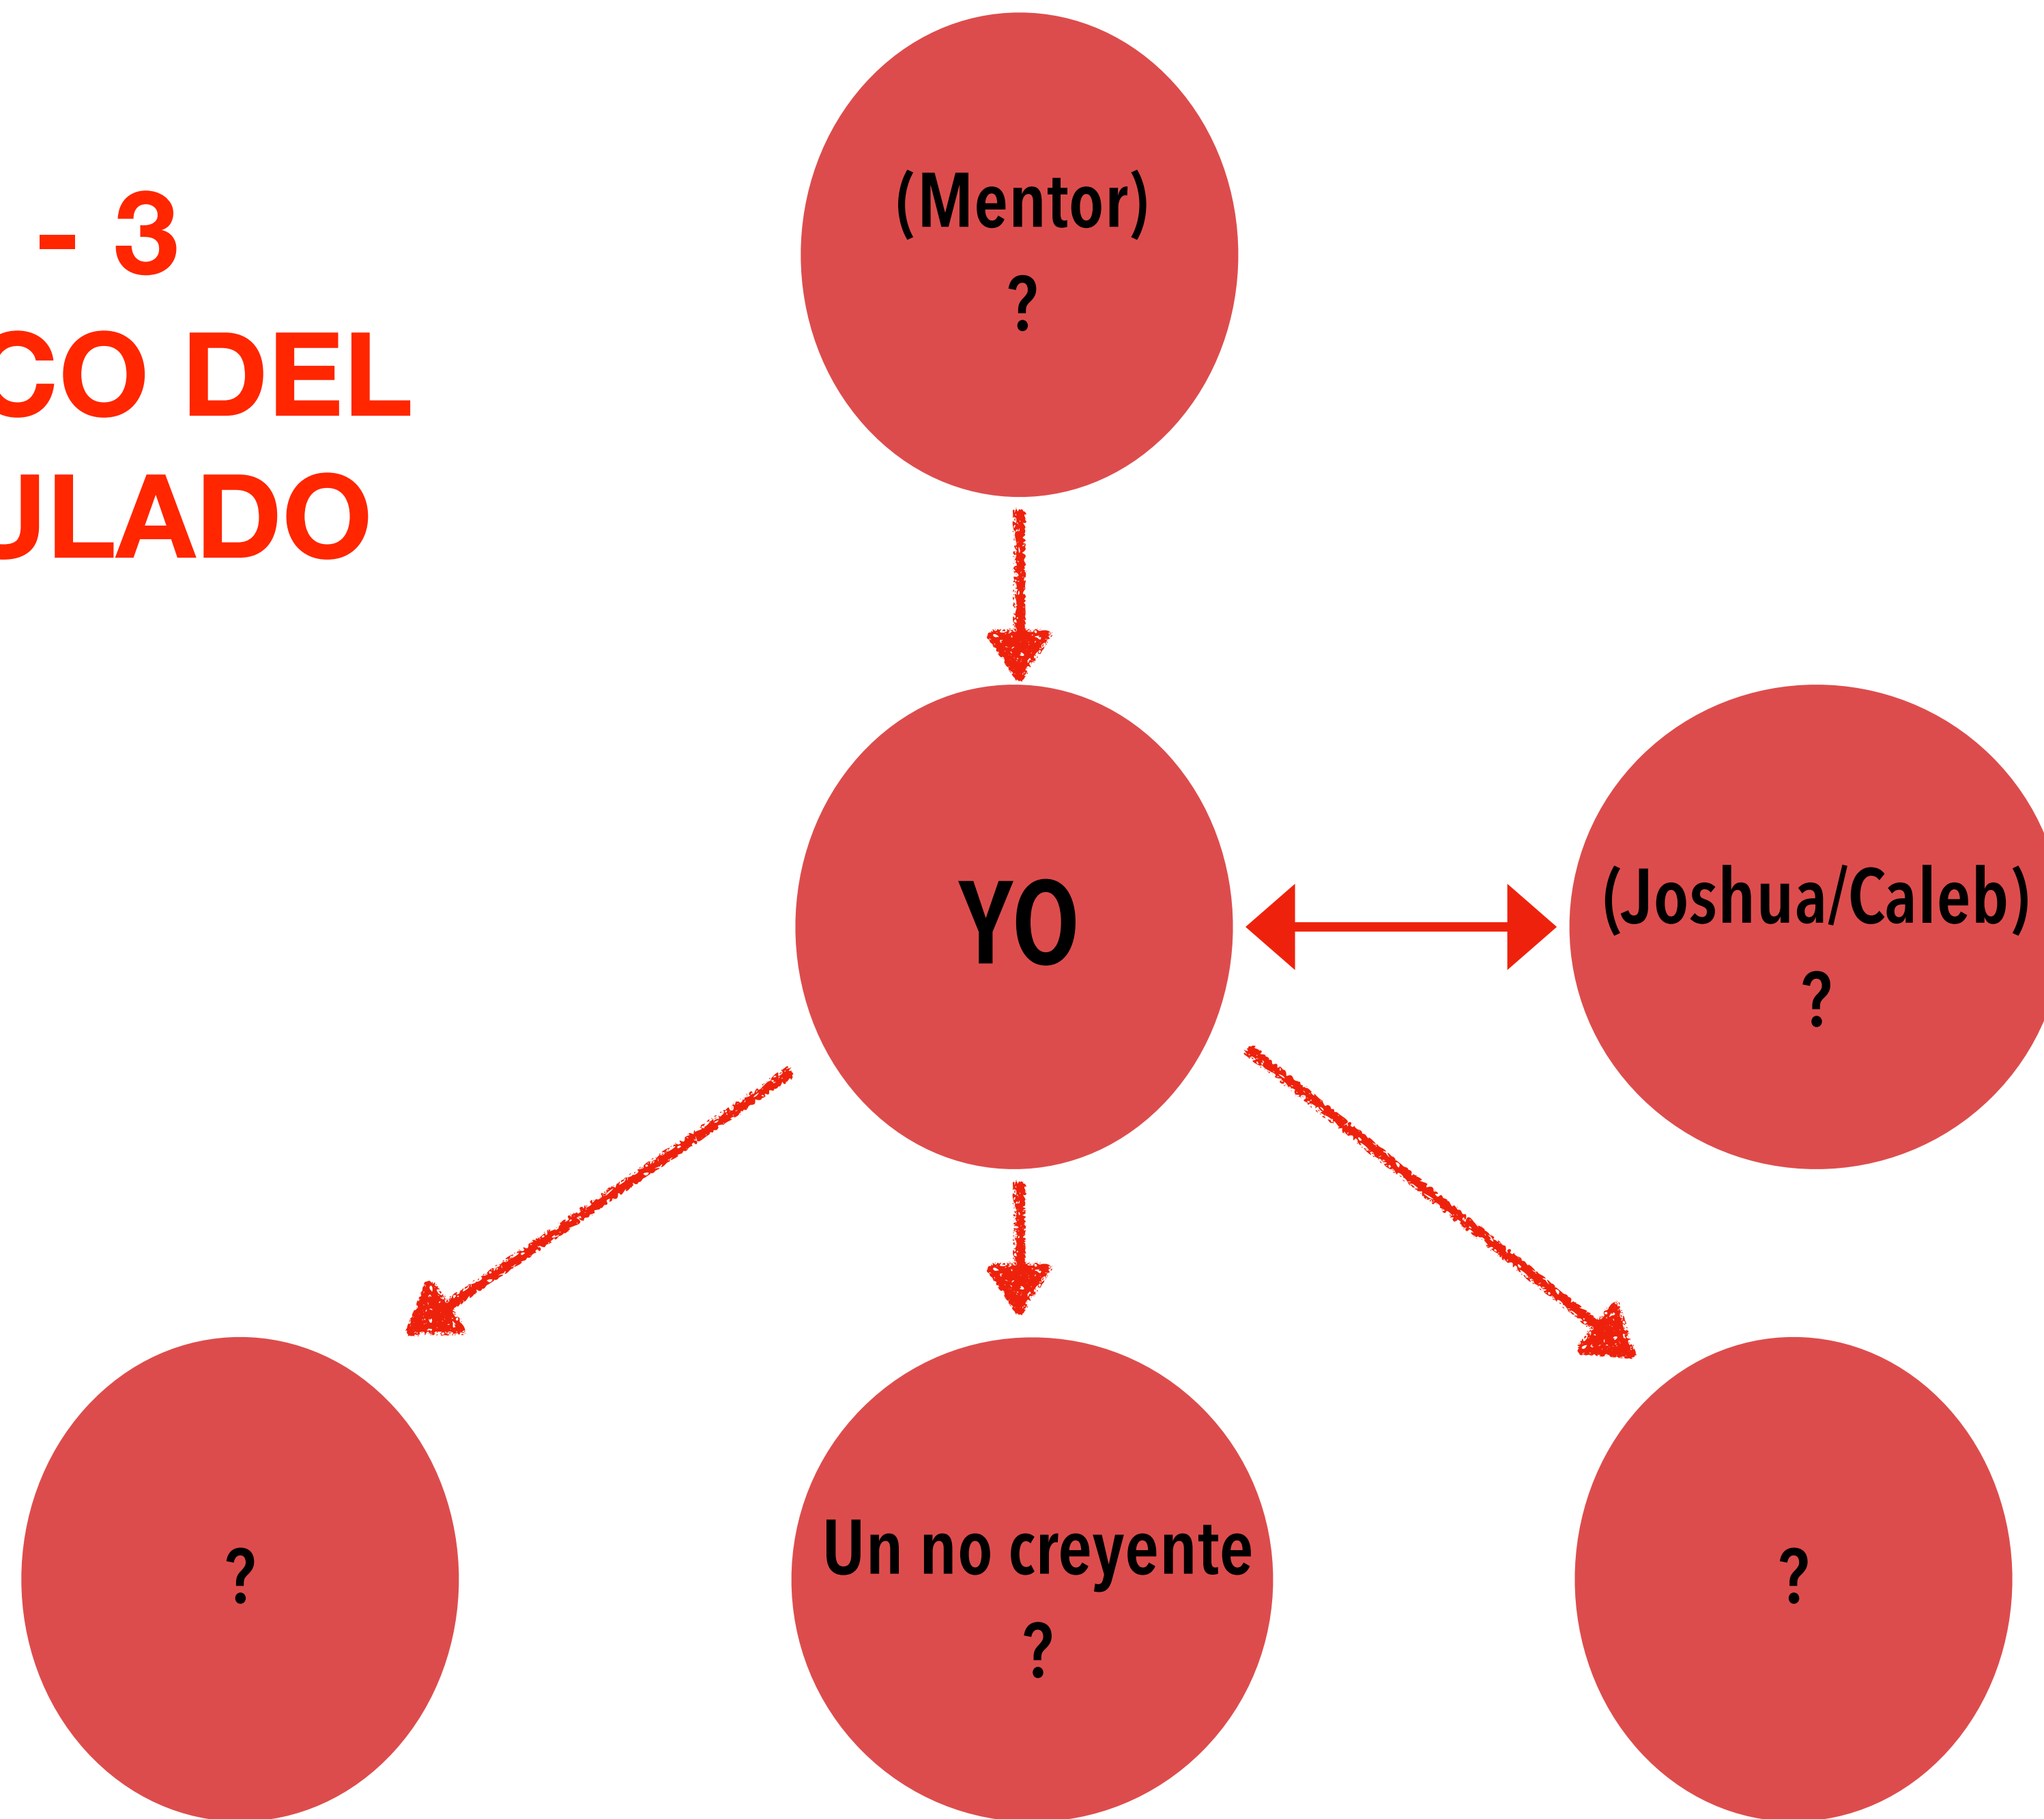 - 3
CO DEL
ULADO
(Mentor)
?
YO
(Joshua/Caleb)
?
?
Un no creyente
?
?